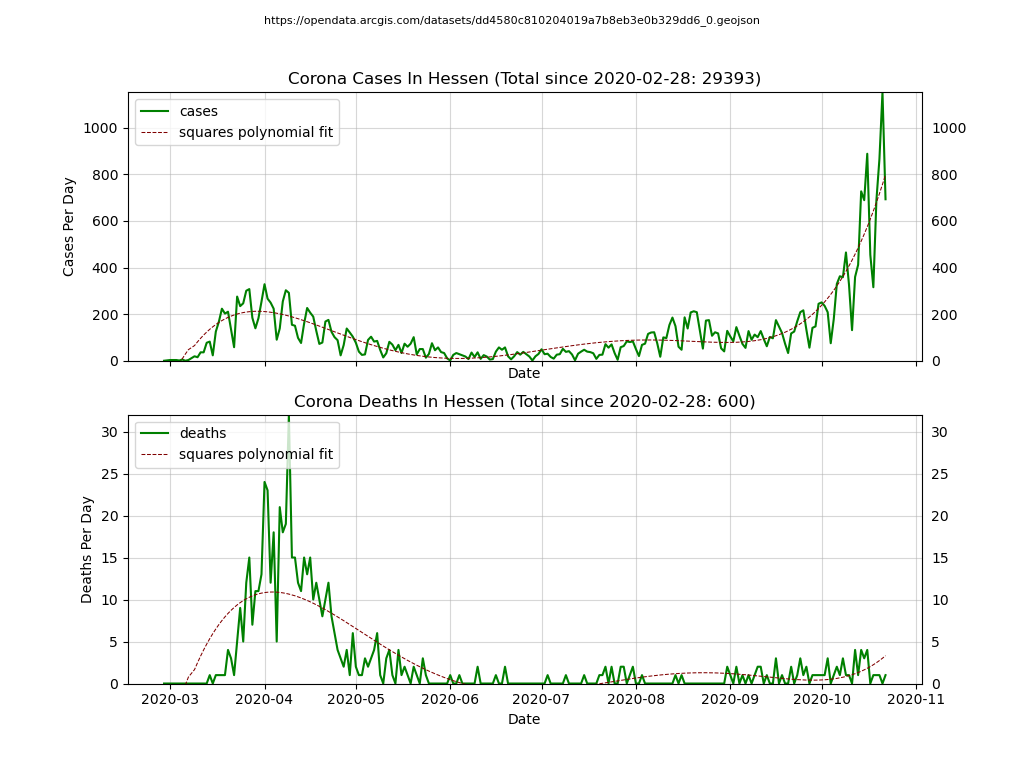 https://opendata.arcgis.com/datasets/dd4580c810204019a7b8eb3e0b329dd6_0.geojson
Corona Cases In Hessen (Total since 2020-02-28: 29393)
cases
squares polynomial fit
Cases Per Day
1000 1000
800 800
600 600
400 400
200 200
0 0
Date
Corona Deaths In Hessen (Total since 2020-02-28: 600)
deaths
squares polynomial fit
Deaths Per Day
30 30
25 25
20 20
15 15
10 10
5 5
0 0
2020-03 2020-04 2020-05 2020-06 2020-07 2020-08 2020-09 2020-10 2020-11
Date